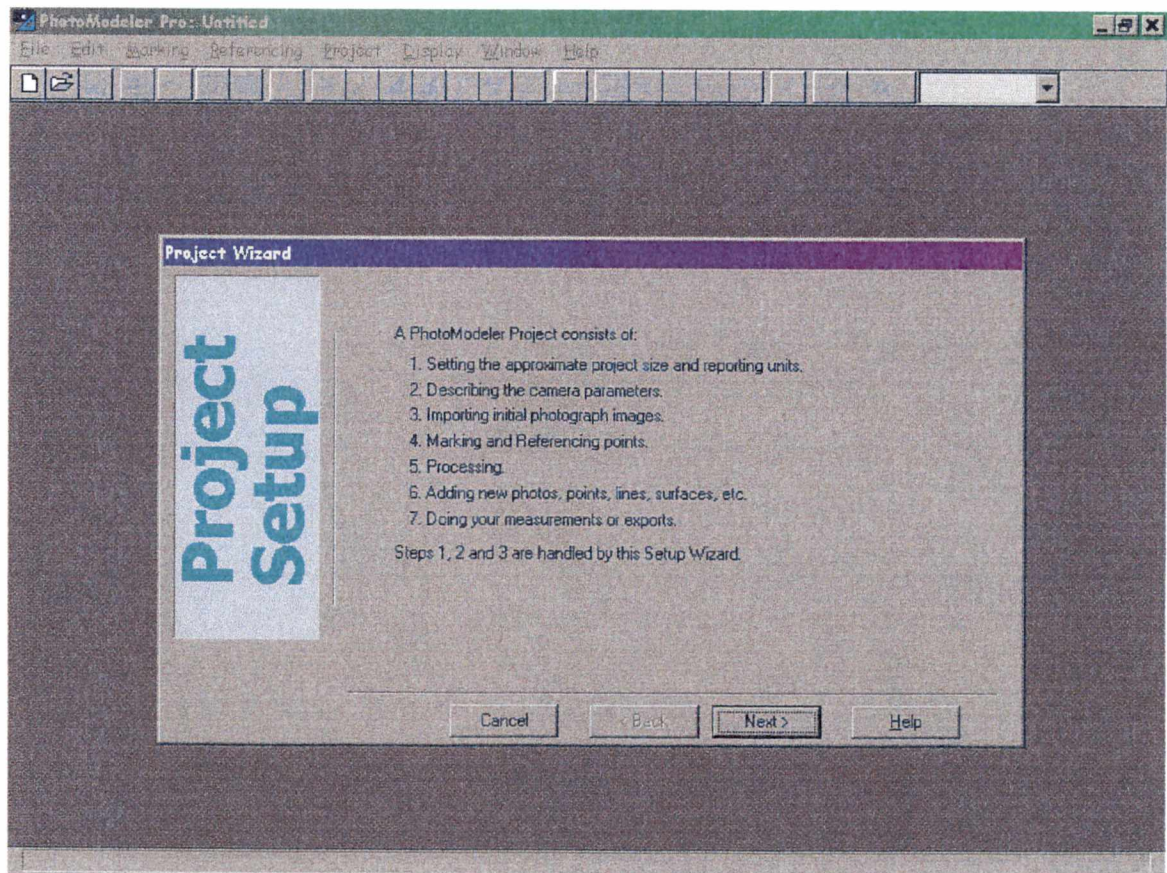 PhotoModeler Pro: Untitled
File Edit Marking Referencing Project Display Window Help
Project Wizard
Project
Setup
A PhotoModeler Project consists of:
1. Setting the approximate project size and reporting units.
2. Describing the camera parameters.
3. Importing initial photograph images.
4. Marking and Referencing points.
5. Processing.
6. Adding new photos, points, lines, surfaces, etc.
7. Doing your measurements or exports.
Steps 1, 2 and 3 are handled by this Setup Wizard.
Cancel < Back Next > Help